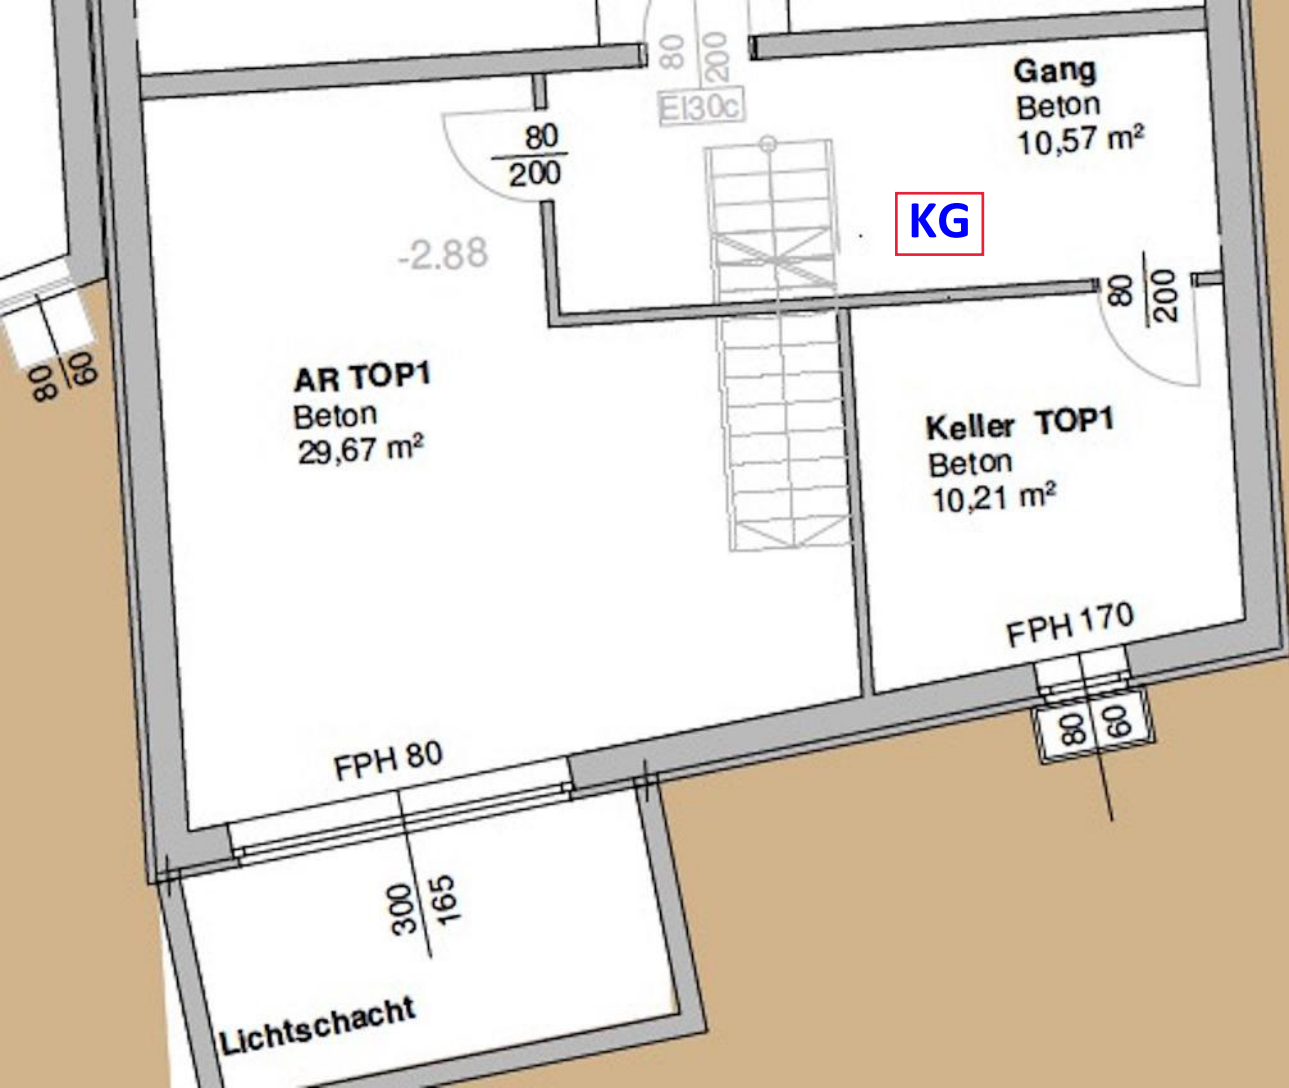 80
200
EI30c
Gang
Beton
10,57 m²
80
200
KG
-2.88
80
200
80
60
AR TOP1
Beton
29,67 m²
Keller TOP1
Beton
10,21 m²
FPH 170
80
60
FPH 80
300
165
Lichtschacht